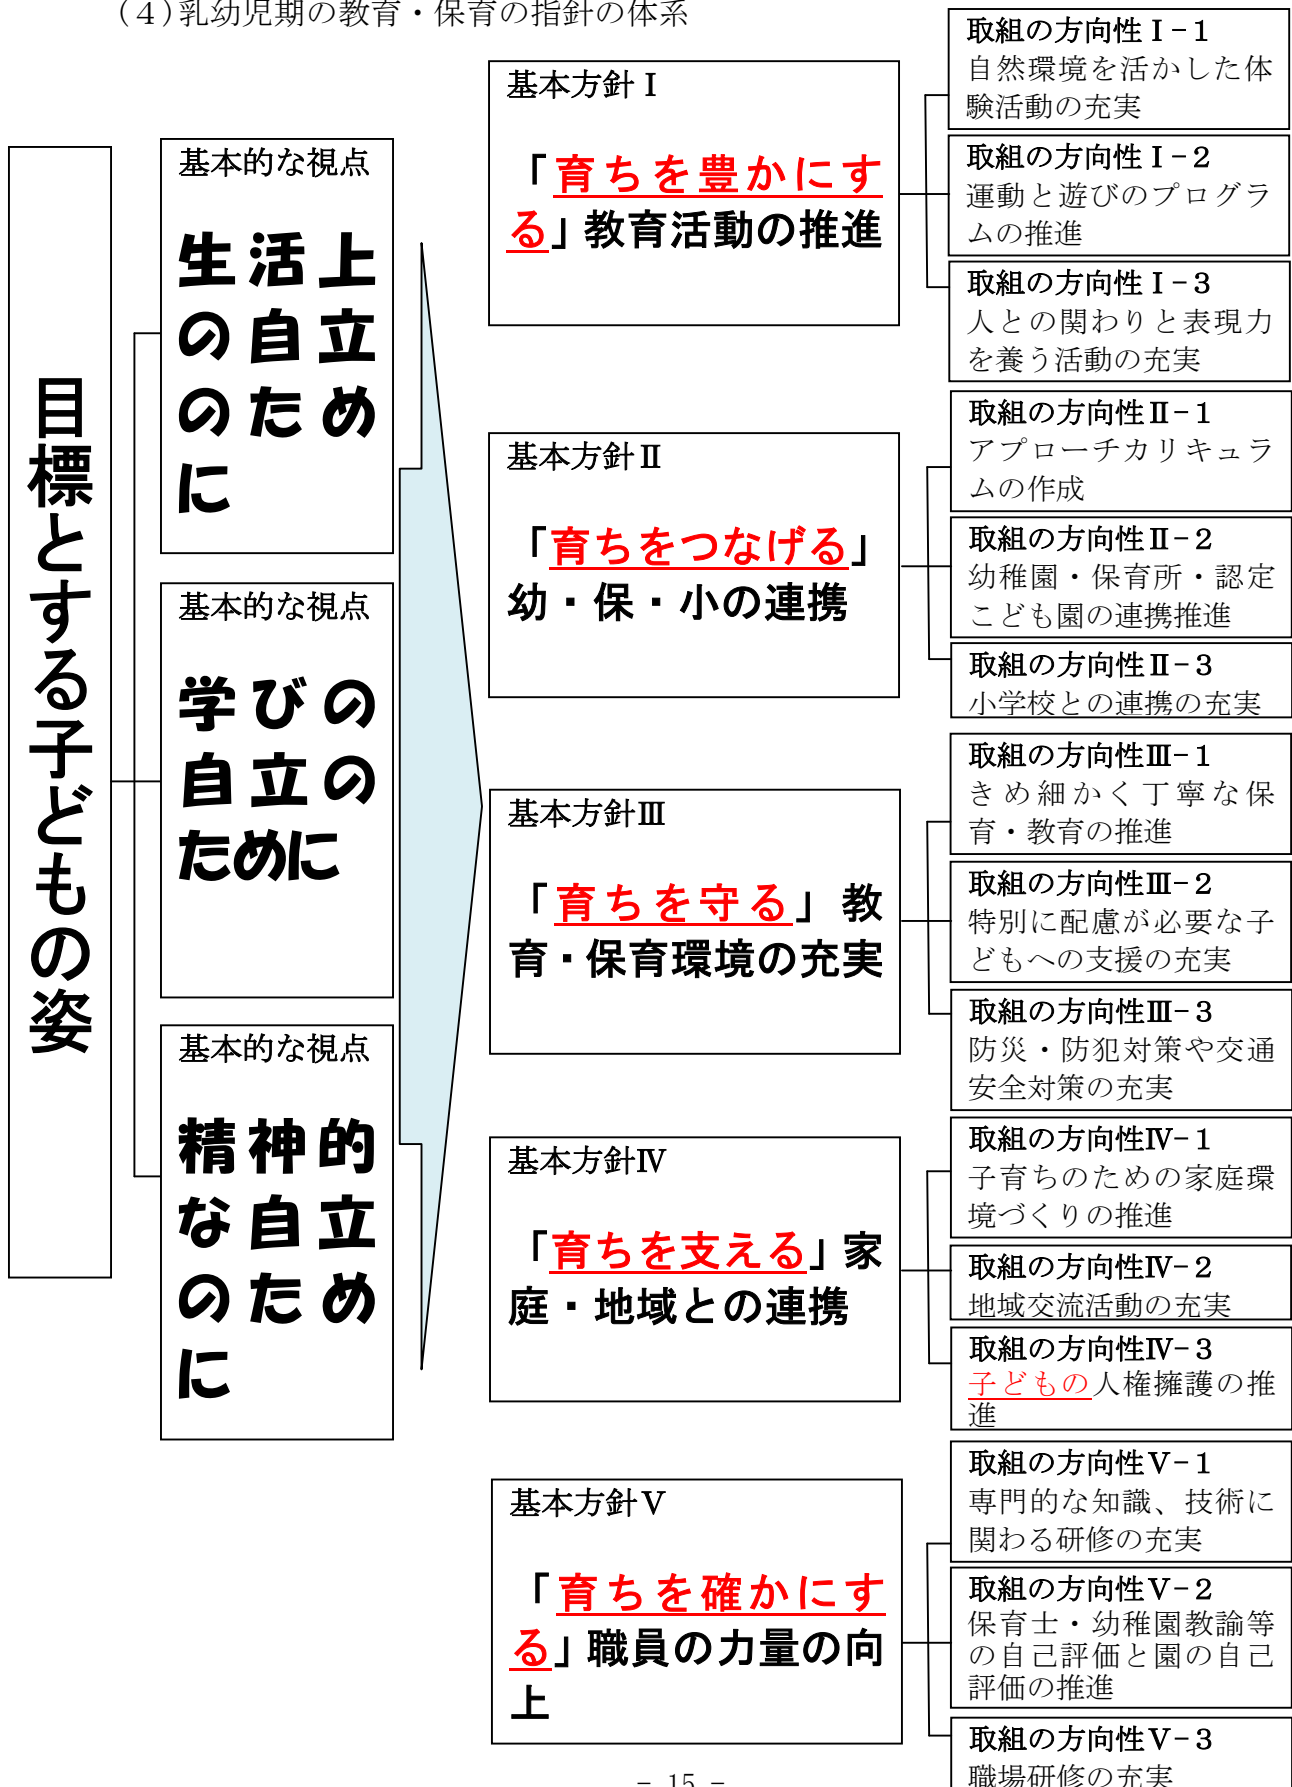 (4)乳幼児期の教育・保育の指針の体系
目標とする子どもの姿
基本的な視点
生活上
の自立
のため
に
基本的な視点
学びの
自立の
ために
基本的な視点
精神的
な自立
のため
に
基本方針Ⅰ
「育ちを豊かにす
る」教育活動の推進
取組の方向性Ⅰ−1
自然環境を活かした体
験活動の充実
取組の方向性Ⅰ−2
運動と遊びのプログラ
ムの推進
取組の方向性Ⅰ−3
人との関わりと表現力
を養う活動の充実
基本方針Ⅱ
「育ちをつなげる」
幼・保・小の連携
取組の方向性Ⅱ−1
アプローチカリキュラ
ムの作成
取組の方向性Ⅱ−2
幼稚園・保育所・認定
こども園の連携推進
取組の方向性Ⅱ−3
小学校との連携の充実
基本方針Ⅲ
「育ちを守る」教
育・保育環境の充実
取組の方向性Ⅲ−1
きめ細かく丁寧な保
育・教育の推進
取組の方向性Ⅲ−2
特別に配慮が必要な子
どもへの支援の充実
取組の方向性Ⅲ−3
防災・防犯対策や交通
安全対策の充実
基本方針Ⅳ
「育ちを支える」家
庭・地域との連携
取組の方向性Ⅳ−1
子育ちのための家庭環
境づくりの推進
取組の方向性Ⅳ−2
地域交流活動の充実
取組の方向性Ⅳ−3
子どもの人権擁護の推
進
基本方針Ⅴ
「育ちを確かにす
る」職員の力量の向
上
取組の方向性Ⅴ−1
専門的な知識、技術に
関わる研修の充実
取組の方向性Ⅴ−2
保育士・幼稚園教諭等
の自己評価と園の自己
評価の推進
取組の方向性Ⅴ−3
職場研修の充実
− 15 −